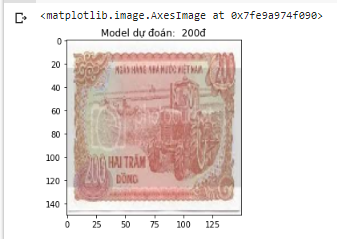 <matplotlib.image.AxesImage at 0x7fe9a974f090>
Model dự đoán: 200đ
0
20
40
60
80
100
120
140
0
25
50
75
100
125
NGÂN HÀNG NHÀ NƯỚC VIỆT NAM
HAI TRĂM
ĐỒNG